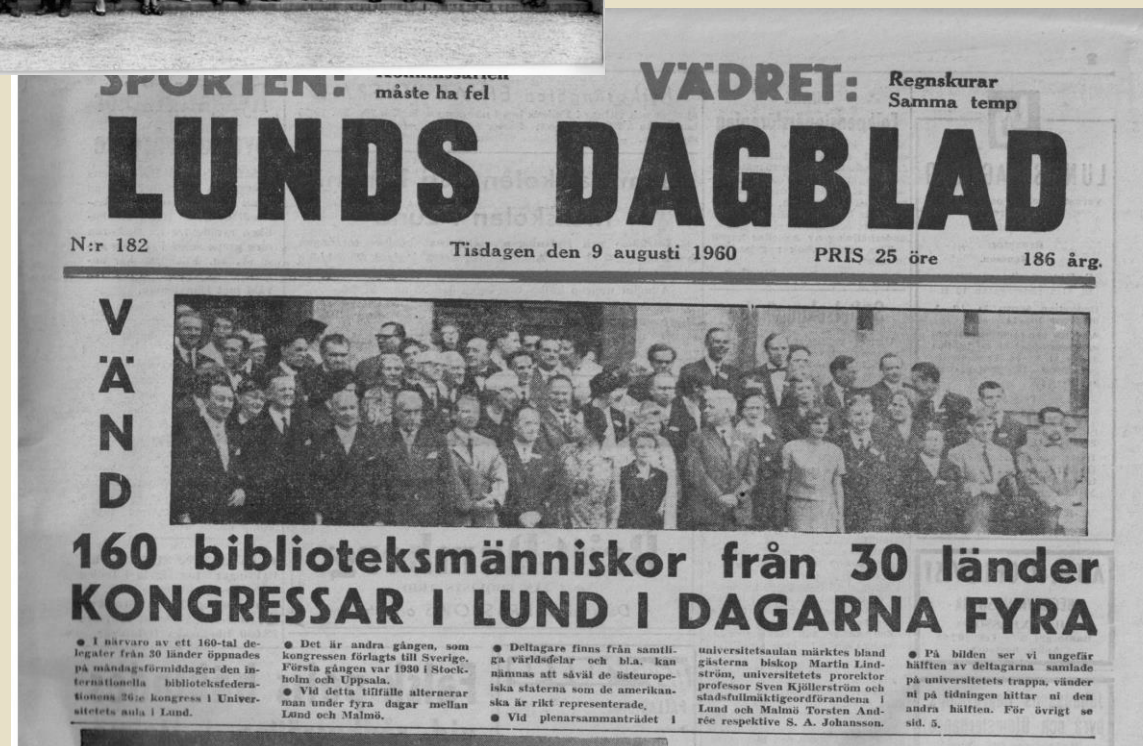 SPORTEN:
måste ha fel
VÄDRET:
Regnskurar
Samma temp
LUNDS DAGBLAD
N:r 182
Tisdagen den 9 augusti 1960
PRIS 25 öre
186 årg.
V
Ä
N
D
160 biblioteksmänniskor från 30 länder
KONGRESSAR I LUND I DAGARNA FYRA
● I närvaro av ett 160-tal de-
legater från 30 länder öppnades
på måndagsförmiddagen den in-
ternationella biblioteksfedera-
tionens 26:e kongress i Univer-
sitetets aula i Lund.
● Det är andra gången, som
kongressen förlagts till Sverige.
Första gången var 1930 i Stock-
holm och Uppsala.
● Vid detta tillfälle alternerar
man under fyra dagar mellan
Lund och Malmö.
● Deltagare finns från samtli-
ga världsdelar och bl.a. kan
nämnas att såväl de östeurope-
iska staterna som de amerikan-
ska är rikt representerade.
● Vid plenarsammanträdet i
universitetsaulan märktes bland
gästerna biskop Martin Lind-
ström, universitetets prorektor
professor Sven Kjöllerström och
stadsfullmäktigeordförandena i
Lund och Malmö Torsten And-
rée respektive S. A. Johansson.
● På bilden ser vi ungefär
hälften av deltagarna samlade
på universitetets trappa, vänder
ni på tidningen hittar ni den
andra hälften. För övrigt se
sid. 5.